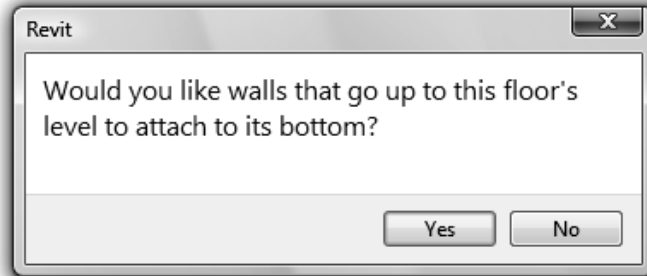 Revit
Would you like walls that go up to this floor's
level to attach to its bottom?
Yes No